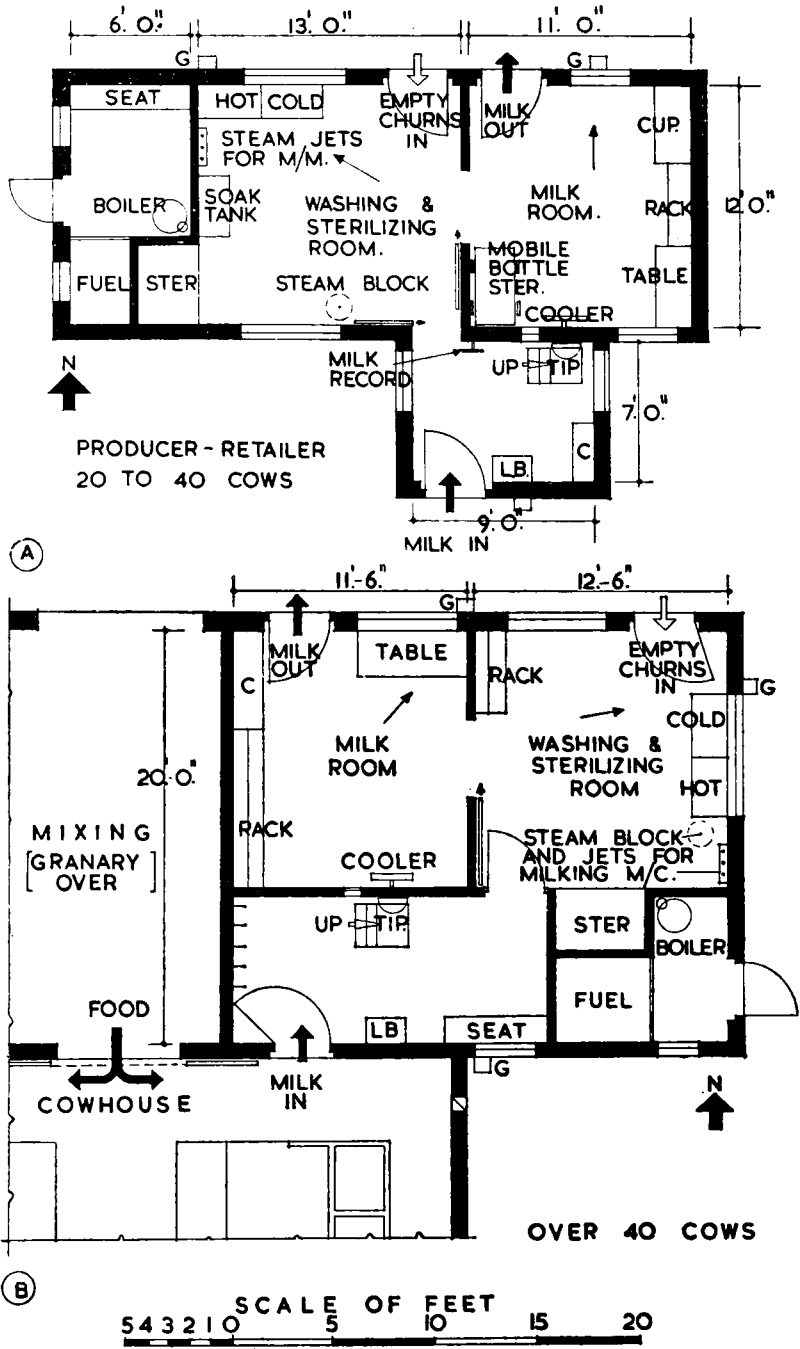 6'. 0".
13'. 0".
11'. 0"
G
G
SEAT
HOT
COLD
EMPTY
CHURNS
IN
MILK
OUT
CUP.
STEAM JETS
FOR M/M.
BOILER
SOAK
TANK
WASHING &
STERILIZING
ROOM.
MILK
ROOM.
RACK
12'. 0".
FUEL
STER
STEAM BLOCK
MOBILE
BOTTLE
STER.
TABLE
COOLER
N
MILK
RECORD
UP
TIP
7'. 0".
PRODUCER-RETAILER
20 TO 40 COWS
LB.
C
9'. 0".
MILK IN
A
11'-6".
12'-6".
G
MILK
OUT
TABLE
RACK
EMPTY
CHURNS
IN
G
C
COLD
MILK
ROOM
WASHING &
STERILIZING
ROOM
20'. 0".
HOT
MIXING
[GRANARY
OVER]
RACK
COOLER
STEAM BLOCK
AND JETS FOR
MILKING M/C.
UP
TIP.
STER
BOILER
FOOD
FUEL
LB
SEAT
G
MILK
IN
COWHOUSE
N
OVER 40 COWS
B
SCALE OF FEET
5 4 3 2 1 0 5 10 15 20